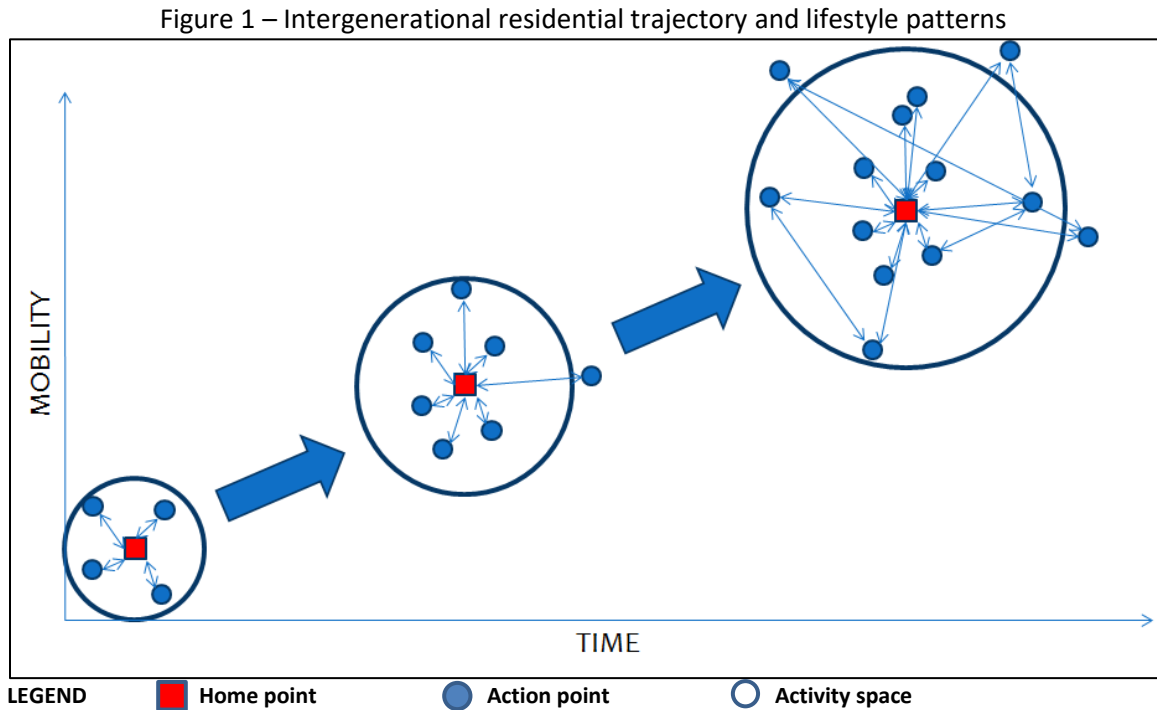 Figure 1 – Intergenerational residential trajectory and lifestyle patterns
MOBILITY
TIME
LEGEND Home point Action point Activity space